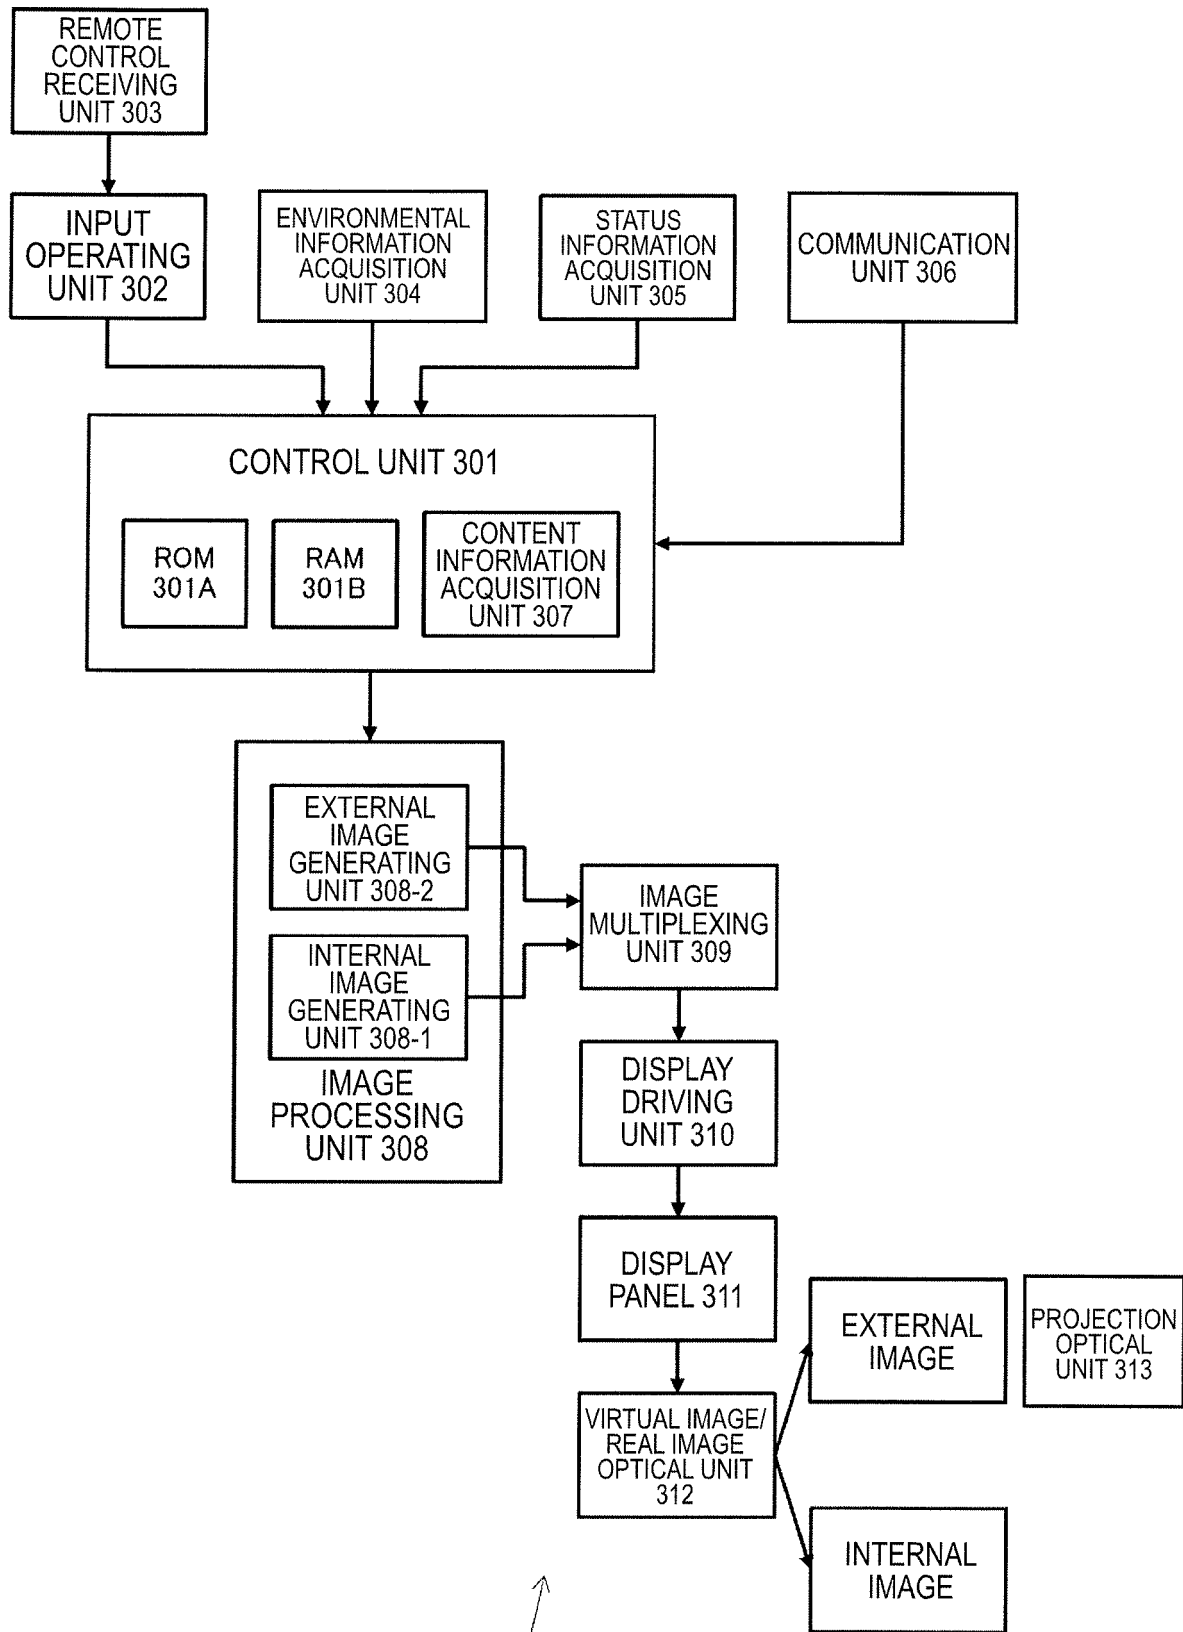 REMOTE
CONTROL
RECEIVING
UNIT 303
INPUT
OPERATING
UNIT 302
ENVIRONMENTAL
INFORMATION
ACQUISITION
UNIT 304
STATUS
INFORMATION
ACQUISITION
UNIT 305
COMMUNICATION
UNIT 306
CONTROL UNIT 301
ROM
301A
RAM
301B
CONTENT
INFORMATION
ACQUISITION
UNIT 307
EXTERNAL
IMAGE
GENERATING
UNIT 308-2
INTERNAL
IMAGE
GENERATING
UNIT 308-1
IMAGE
PROCESSING
UNIT 308
IMAGE
MULTIPLEXING
UNIT 309
DISPLAY
DRIVING
UNIT 310
DISPLAY
PANEL 311
VIRTUAL IMAGE/
REAL IMAGE
OPTICAL UNIT
312
EXTERNAL
IMAGE
PROJECTION
OPTICAL
UNIT 313
INTERNAL
IMAGE